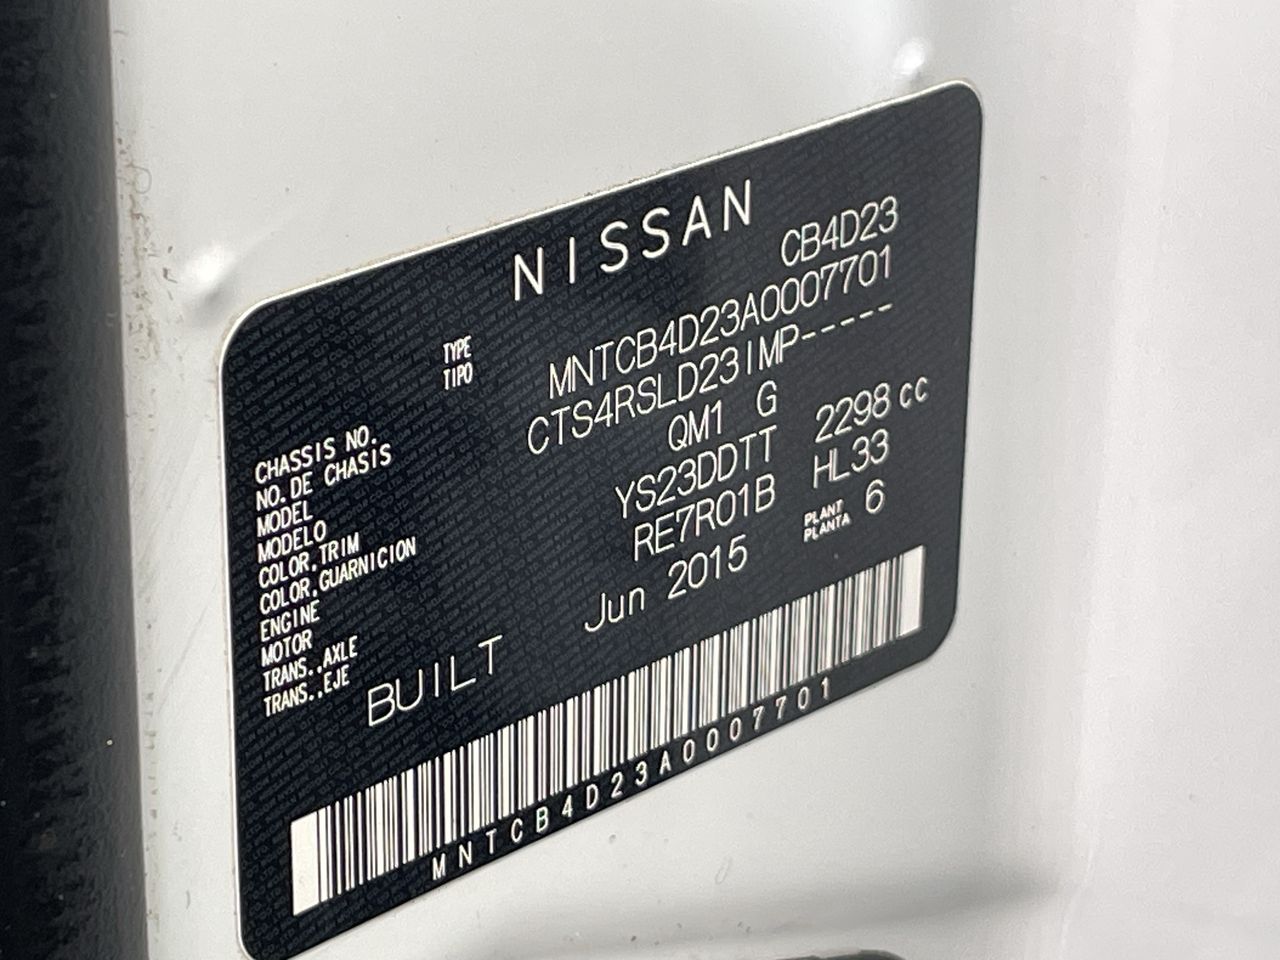 NISSAN
TYPE CB4D23
TIPO
CHASSIS NO. MNTCB4D23A0007701
NO. DE CHASIS
MODEL CTS4RSLD23IMP-----
MODELO
COLOR,TRIM QM1 G
COLOR,GUARNICION
ENGINE YS23DDTT 2298 cc
MOTOR
TRANS.,AXLE RE7R01B HL33
TRANS.,EJE
PLANT 6
PLANTA
BUILT Jun 2015
MNTCB4D23A0007701